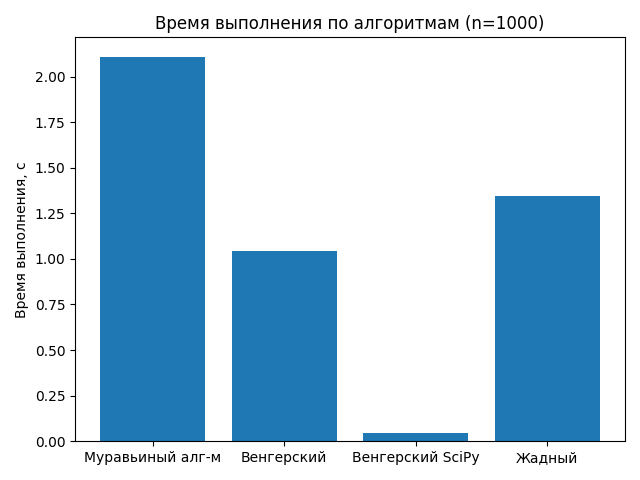 Время выполнения по алгоритмам (n=1000)
Время выполнения, с
2.00
1.75
1.50
1.25
1.00
0.75
0.50
0.25
0.00
Муравьиный алг-м
Венгерский
Венгерский SciPy
Жадный